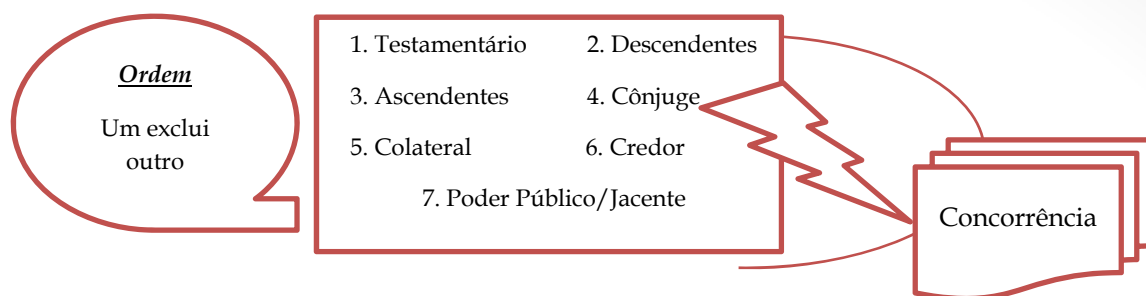 Ordem
Um exclui
outro
1. Testamentário 2. Descendentes
3. Ascendentes 4. Cônjuge
5. Colateral 6. Credor
7. Poder Público/Jacente
Concorrência